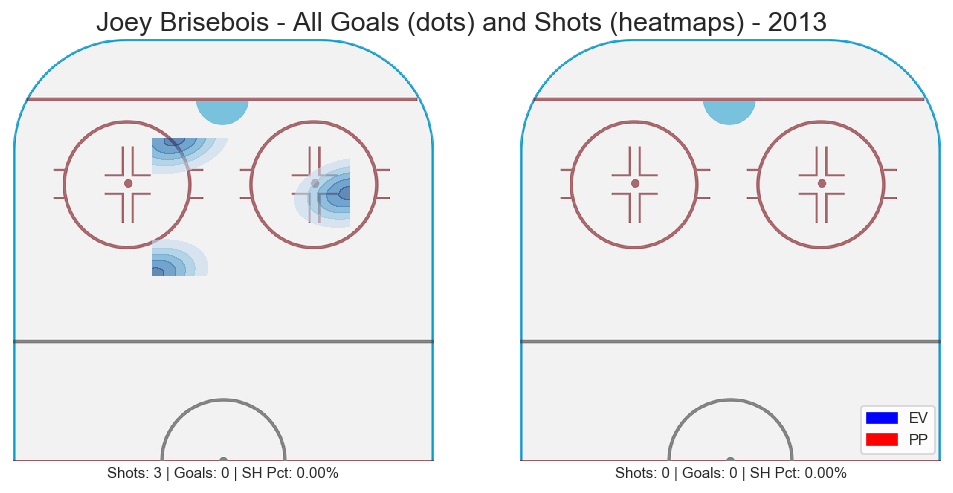 Joey Brisebois - All Goals (dots) and Shots (heatmaps) - 2013
EV
PP
Shots: 3 | Goals: 0 | SH Pct: 0.00%
Shots: 0 | Goals: 0 | SH Pct: 0.00%